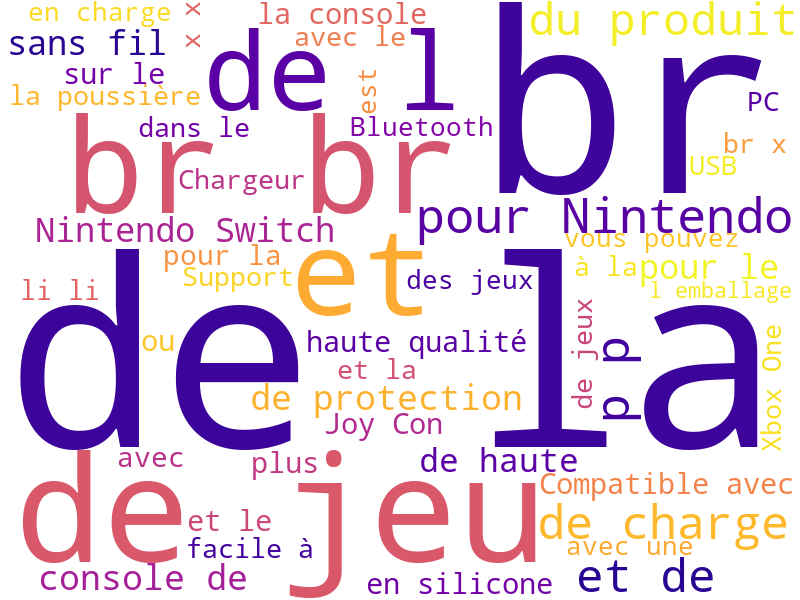 en charge
x
la console
du produit
sans fil
x
de l
avec le
br
sur le
la poussière
est
PC
dans le
Bluetooth
br br
br x
USB
Chargeur
Nintendo Switch
pour Nintendo
pour la
et
vous pouvez
Support
des jeux
à la
pour le
li li
l emballage
de la
ou
haute qualité
de jeux
p p
Xbox One
et la
de protection
Joy Con
avec
plus
de haute
de jeu
Compatible avec
et le
de charge
facile à
avec une
console de
en silicone
et de